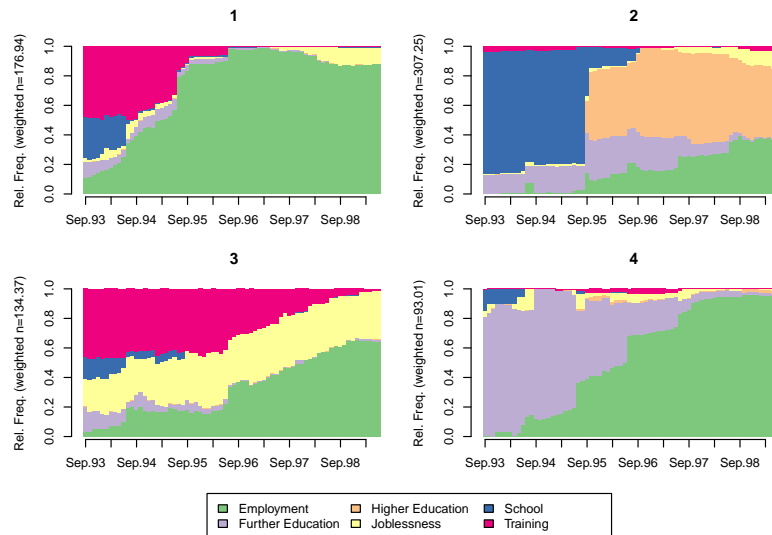 1
Rel. Freq. (weighted n=176.94)
0.0 0.2 0.4 0.6 0.8 1.0
Sep.93 Sep.94 Sep.95 Sep.96 Sep.97 Sep.98
2
Rel. Freq. (weighted n=307.25)
0.0 0.2 0.4 0.6 0.8 1.0
Sep.93 Sep.94 Sep.95 Sep.96 Sep.97 Sep.98
3
Rel. Freq. (weighted n=134.37)
0.0 0.2 0.4 0.6 0.8 1.0
Sep.93 Sep.94 Sep.95 Sep.96 Sep.97 Sep.98
4
Rel. Freq. (weighted n=93.01)
0.0 0.2 0.4 0.6 0.8 1.0
Sep.93 Sep.94 Sep.95 Sep.96 Sep.97 Sep.98
Employment Higher Education School
Further Education Joblessness Training